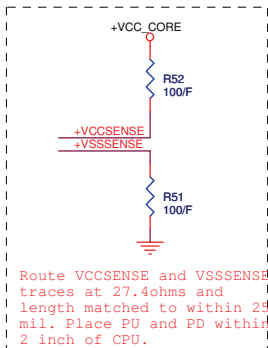 +VCC_CORE
R52
100/F
+VCCSENSE
+VSSSENSE
R51
100/F
Route VCCSENSE and VSSSENSE
traces at 27.4ohms and
length matched to within 25
mil. Place PU and PD within
2 inch of CPU.